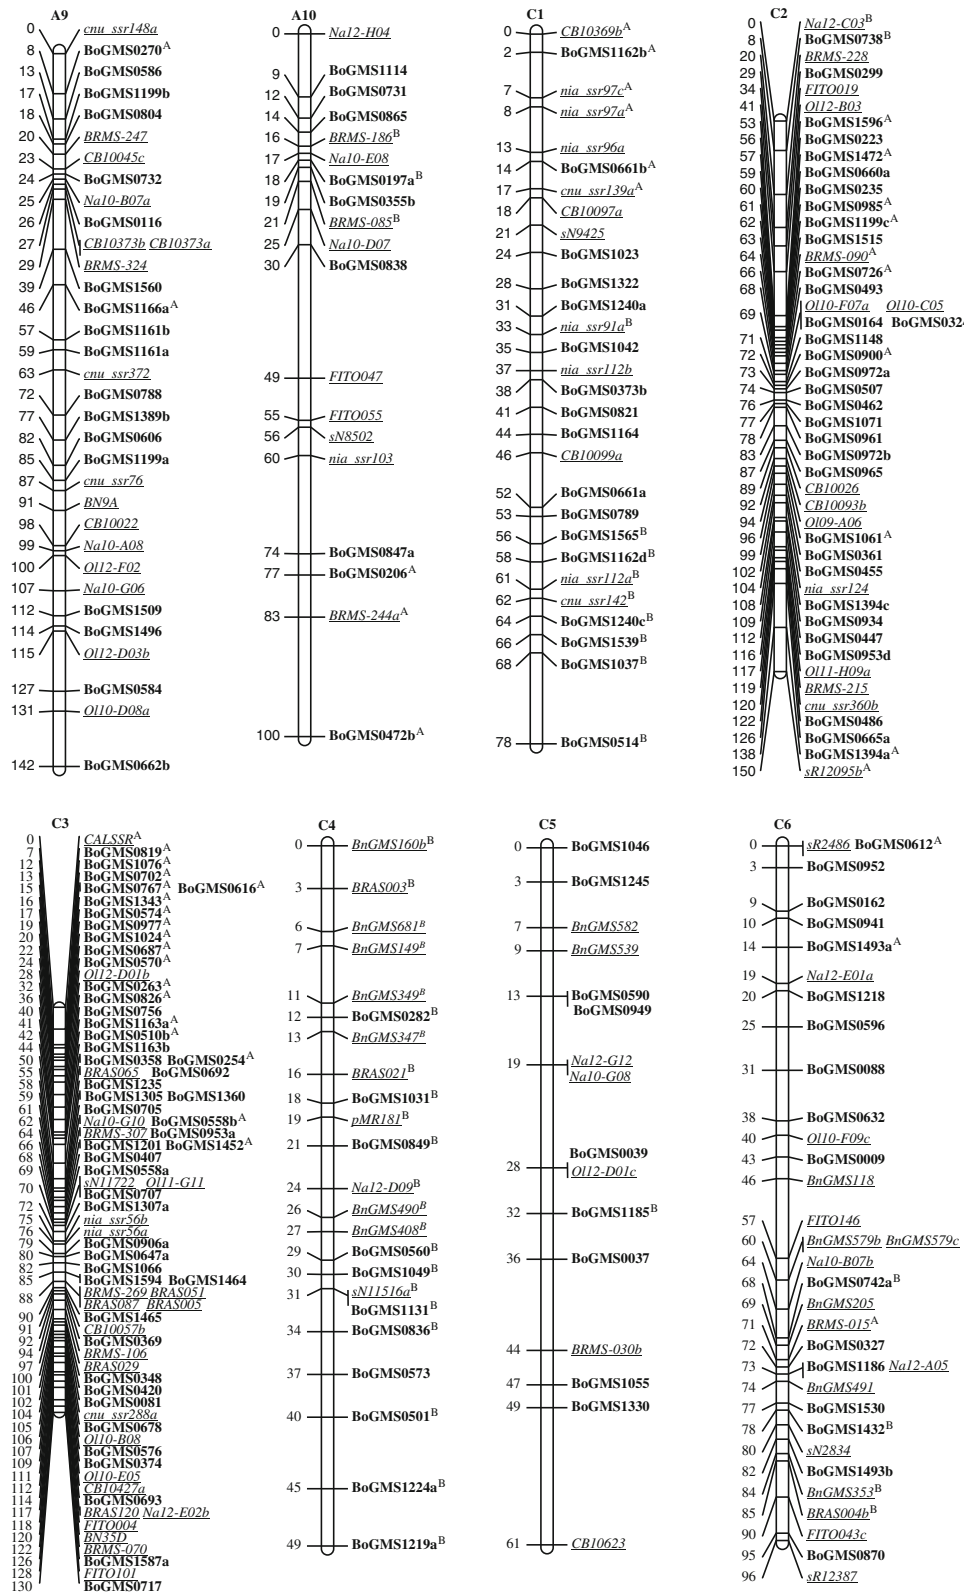 A9
0 cnu_ssr148a
8 BoGMS0270A
13 BoGMS0586
17 BoGMS1199b
18 BoGMS0804
20 BRMS-247
23 CB10045c
24 BoGMS0732
25 Na10-B07a
26 BoGMS0116
27 CB10373b CB10373a
29 BRMS-324
39 BoGMS1560
46 BoGMS1166aA
57 BoGMS1161b
59 BoGMS1161a
63 cnu_ssr372
72 BoGMS0788
77 BoGMS1389b
82 BoGMS0606
85 BoGMS1199a
87 cnu_ssr76
91 BN9A
98 CB10022
99 Na10-A08
100 Ol12-F02
107 Na10-G06
112 BoGMS1509
114 BoGMS1496
115 Ol12-D03b
127 BoGMS0584
131 Ol10-D08a
142 BoGMS0662b
A10
0 Na12-H04
9 BoGMS1114
12 BoGMS0731
14 BoGMS0865
16 BRMS-186B
17 Na10-E08
18 BoGMS0197aB
19 BoGMS0355b
21 BRMS-085B
25 Na10-D07
30 BoGMS0838
49 FITO047
55 FITO055
56 sN8502
60 nia_ssr103
74 BoGMS0847a
77 BoGMS0206A
83 BRMS-244aA
100 BoGMS0472bA
C1
0 CB10369bA
2 BoGMS1162bA
7 nia_ssr97cA
8 nia_ssr97aA
13 nia_ssr96a
14 BoGMS0661bA
17 cnu_ssr139aA
18 CB10097a
21 sN9425
24 BoGMS1023
28 BoGMS1322
31 BoGMS1240a
33 nia_ssr91aB
35 BoGMS1042
37 nia_ssr112b
38 BoGMS0373b
41 BoGMS0821
44 BoGMS1164
46 CB10099a
52 BoGMS0661a
53 BoGMS0789
56 BoGMS1565B
58 BoGMS1162dB
61 nia_ssr112aB
62 cnu_ssr142B
64 BoGMS1240cB
66 BoGMS1539B
68 BoGMS1037B
78 BoGMS0514B
C2
0 Na12-C03B
8 BoGMS0738B
20 BRMS-228
29 BoGMS0299
34 FITO019
41 Ol12-B03
53 BoGMS1596A
56 BoGMS0223
57 BoGMS1472A
59 BoGMS0660a
60 BoGMS0235
61 BoGMS0985A
62 BoGMS1199cA
63 BoGMS1515
64 BRMS-090A
66 BoGMS0726A
68 BoGMS0493
69 Ol10-F07a Ol10-C05
BoGMS0164 BoGMS032
71 BoGMS1148
72 BoGMS0900A
73 BoGMS0972a
74 BoGMS0507
76 BoGMS0462
77 BoGMS1071
78 BoGMS0961
83 BoGMS0972b
87 BoGMS0965
89 CB10026
92 CB10093b
94 Ol09-A06
96 BoGMS1061A
99 BoGMS0361
102 BoGMS0455
104 nia_ssr124
108 BoGMS1394c
109 BoGMS0934
112 BoGMS0447
116 BoGMS0953d
117 Ol11-H09a
119 BRMS-215
120 cnu_ssr360b
122 BoGMS0486
126 BoGMS0665a
138 BoGMS1394aA
150 sR12095bA
C3
0 CALSSRA
7 BoGMS0819A
12 BoGMS1076A
13 BoGMS0702
15 BoGMS0767A BoGMS0616A
16 BoGMS1343A
17 BoGMS0574A
19 BoGMS0977A
20 BoGMS1024A
22 BoGMS0687A
24 BoGMS0570A
28 Ol12-D01b
32 BoGMS0263A
36 BoGMS0826A
40 BoGMS0756
41 BoGMS1163aA
42 BoGMS0510bA
44 BoGMS1163b
50 BoGMS0358 BoGMS0254A
55 BRAS065 BoGMS0692
58 BoGMS1235
59 BoGMS1305 BoGMS1360
61 BoGMS0705
62 Na10-G10 BoGMS0558bA
64 BRMS-307 BoGMS0953a
66 BoGMS1201 BoGMS1452A
68 BoGMS0407
69 BoGMS0558a
70 sN11722 Ol11-G11
BoGMS0707
72 BoGMS1307a
75 nia_ssr56b
76 nia_ssr56a
79 BoGMS0906a
80 BoGMS0647a
82 BoGMS1066
85 BoGMS1594 BoGMS1464
88 BRMS-269 BRAS051
BRAS087 BRAS005
90 BoGMS1465
91 CB10057b
92 BoGMS0369
94 BRMS-106
97 BRAS029
100 BoGMS0348
101 BoGMS0420
102 BoGMS0081
104 cnu_ssr288a
105 BoGMS0678
106 Ol10-B08
107 BoGMS0576
109 BoGMS0374
111 Ol10-E05
112 CB10427a
114 BoGMS0693
117 BRAS120 Na12-E02b
118 FITO004
120 BN35D
122 BRMS-070
126 BoGMS1587a
128 FITO101
130 BoGMS0717
C4
0 BnGMS160bB
3 BRAS003B
6 BnGMS681B
7 BnGMS149B
11 BnGMS349B
12 BoGMS0282B
13 BnGMS347B
16 BRAS021B
18 BoGMS1031B
19 pMR181B
21 BoGMS0849B
24 Na12-D09B
26 BnGMS490B
27 BnGMS408B
29 BoGMS0560B
30 BoGMS1049B
31 sN11516aB
BoGMS1131B
34 BoGMS0836B
37 BoGMS0573
40 BoGMS0501B
45 BoGMS1224aB
49 BoGMS1219aB
C5
0 BoGMS1046
3 BoGMS1245
7 BnGMS582
9 BnGMS539
13 BoGMS0590
BoGMS0949
19 Na12-G12
Na10-G08
BoGMS0039
28 Ol12-D01c
32 BoGMS1185B
36 BoGMS0037
44 BRMS-030b
47 BoGMS1055
49 BoGMS1330
61 CB10623
C6
0 sR2486 BoGMS0612A
3 BoGMS0952
9 BoGMS0162
10 BoGMS0941
14 BoGMS1493aA
19 Na12-E01a
20 BoGMS1218
25 BoGMS0596
31 BoGMS0088
38 BoGMS0632
40 Ol10-F09c
43 BoGMS0009
46 BnGMS118
57 FITO146
60 BnGMS579b BnGMS579c
64 Na10-B07b
68 BoGMS0742aB
69 BnGMS205
71 BRMS-015A
72 BoGMS0327
73 BoGMS1186 Na12-A05
74 BnGMS491
77 BoGMS1530
78 BoGMS1432B
80 sN2834
82 BoGMS1493b
84 BnGMS353B
85 BRAS004bB
90 FITO043c
95 BoGMS0870
96 sR12387